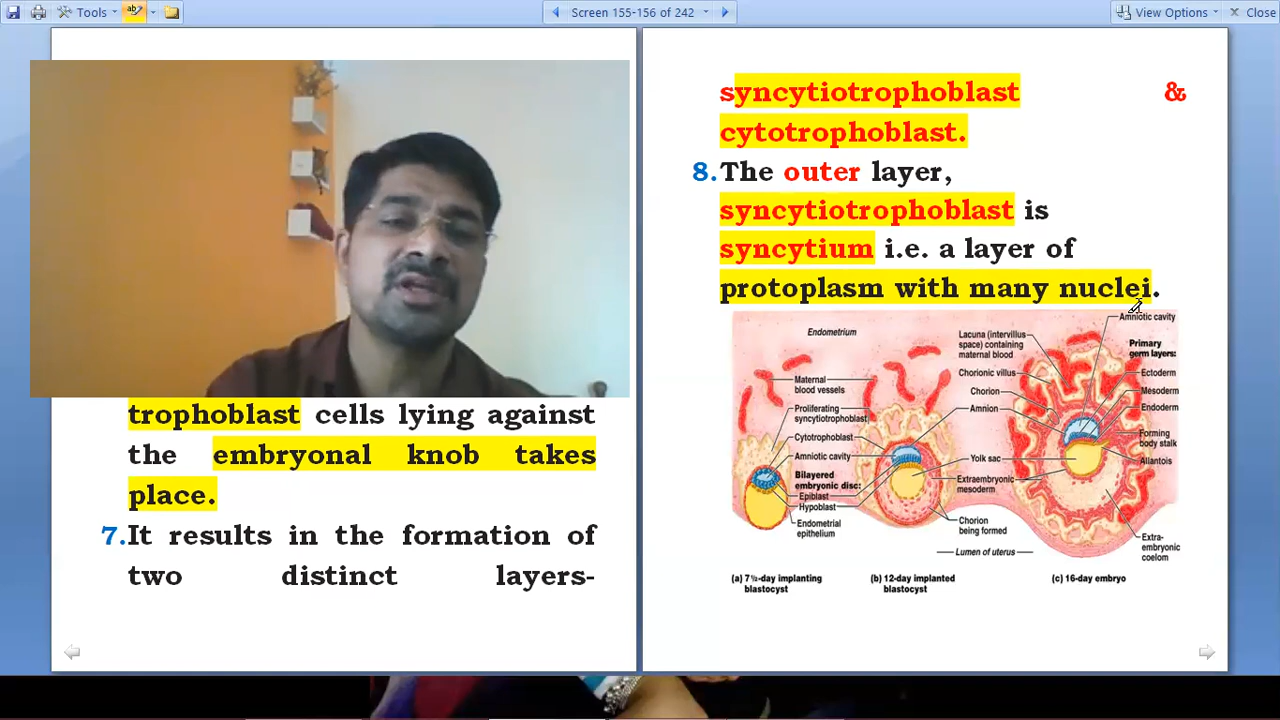 Tools
Screen 155-156 of 242
View Options
Close
trophoblast cells lying against
the embryonal knob takes
place.
7.It results in the formation of
two distinct layers-
syncytiotrophoblast &
cytotrophoblast.
8.The outer layer,
syncytiotrophoblast is
syncytium i.e. a layer of
protoplasm with many nuclei.
Endometrium
Maternal
blood vessels
Proliferating
syncytiotrophoblast
Cytotrophoblast
Amniotic cavity
Bilayered
embryonic disc:
Epiblast
Hypoblast
Endometrial
epithelium
Lacuna (intervillus
space) containing
maternal blood
Chorionic villus
Chorion
Amnion
Yolk sac
Extraembryonic
mesoderm
Chorion
being formed
Lumen of uterus
Amniotic cavity
Primary
germ layers:
Ectoderm
Mesoderm
Endoderm
Forming
body stalk
Allantois
Extra-
embryonic
coelom
(a) 7½-day implanting
blastocyst
(b) 12-day implanted
blastocyst
(c) 16-day embryo